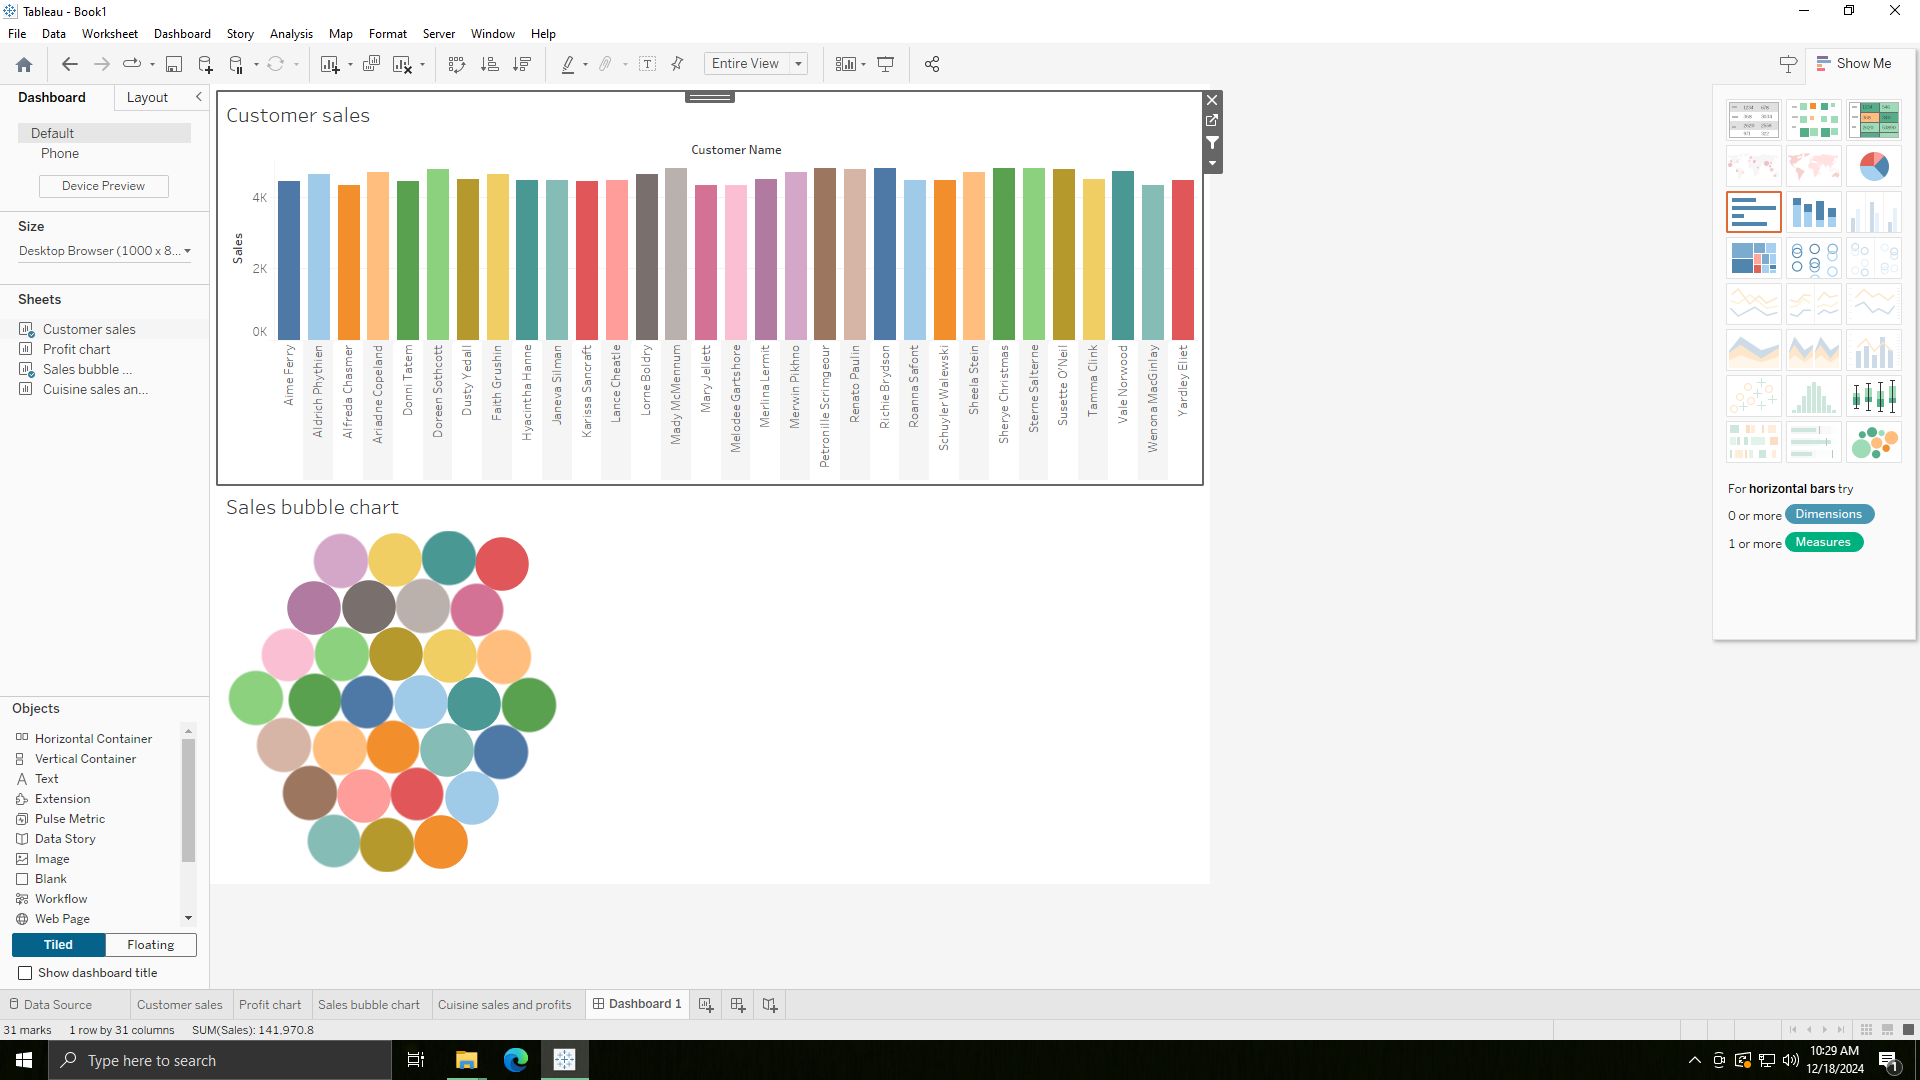 Tableau - Book1
File Data Worksheet Dashboard Story Analysis Map Format Server Window Help
Entire View
Show Me
Dashboard Layout
Default
Phone
Device Preview
Size
Desktop Browser (1000 x 8...
Sheets
Customer sales
Profit chart
Sales bubble ...
Cuisine sales an...
Customer sales
Customer Name
Sales
4K
2K
0K
Aime Ferry
Aldrich Phythien
Alfreda Chasmer
Ariadne Copeland
Donni Tatem
Doreen Sothcott
Dusty Yedall
Faith Grushin
Hyacintha Hanne
Janeva Silman
Karissa Sancraft
Lance Cheatle
Lorne Boldry
Mady McMennum
Mary Jellett
Melodee Gartshore
Merlina Lermit
Merwin Pikhno
Petronille Scrimgeour
Renato Paulin
Richie Brydson
Roanna Safont
Schuyler Walewski
Sheela Stein
Sherye Christmas
Sterne Salterne
Susette O'Neil
Tamma Clink
Vale Norwood
Wenona MacGinlay
Yardley Eliet
Sales bubble chart
For horizontal bars try
0 or more Dimensions
1 or more Measures
Objects
Horizontal Container
Vertical Container
Text
Extension
Pulse Metric
Data Story
Image
Blank
Workflow
Web Page
Tiled Floating
Show dashboard title
Data Source Customer sales Profit chart Sales bubble chart Cuisine sales and profits Dashboard 1
31 marks 1 row by 31 columns SUM(Sales): 141,970.8
Type here to search
10:29 AM
12/18/2024
1